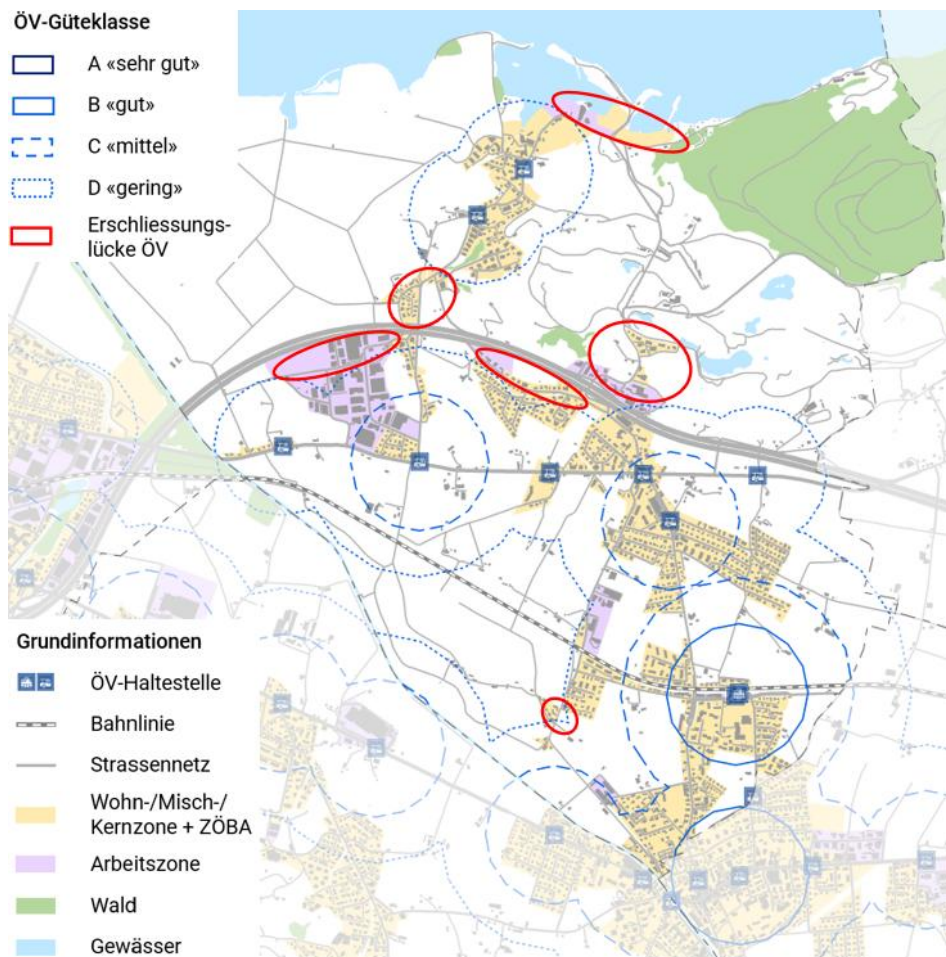 ÖV-Güteklasse
A «sehr gut»
B «gut»
C «mittel»
D «gering»
Erschliessungs-
lücke ÖV
Grundinformationen
ÖV-Haltestelle
Bahnlinie
Strassennetz
Wohn-/Misch-/
Kernzone + ZÖBA
Arbeitszone
Wald
Gewässer